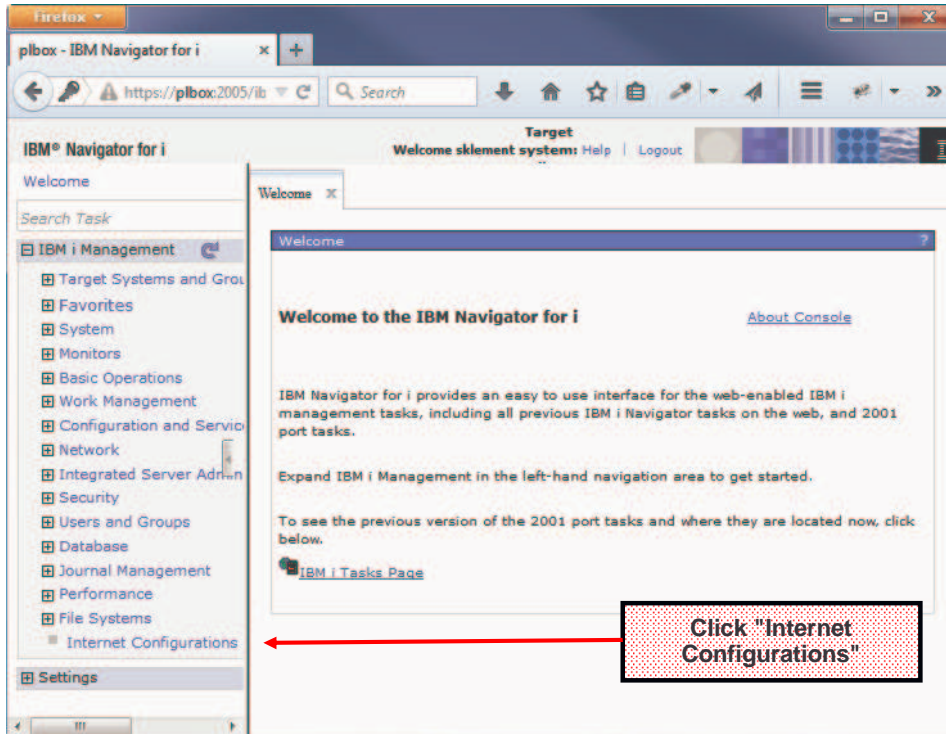 Firefox
plbox - IBM Navigator for i
https://plbox:2005/ib
Search
IBM® Navigator for i
Target
Welcome sklement system: Help | Logout
Welcome
Search Task
IBM i Management
Target Systems and Grou
Favorites
System
Monitors
Basic Operations
Work Management
Configuration and Servic
Network
Integrated Server Admin
Security
Users and Groups
Database
Journal Management
Performance
File Systems
Internet Configurations
Settings
Welcome
Welcome
?
Welcome to the IBM Navigator for i
About Console
IBM Navigator for i provides an easy to use interface for the web-enabled IBM i
management tasks, including all previous IBM i Navigator tasks on the web, and 2001
port tasks.
Expand IBM i Management in the left-hand navigation area to get started.
To see the previous version of the 2001 port tasks and where they are located now, click
below.
IBM i Tasks Page
Click "Internet
Configurations"